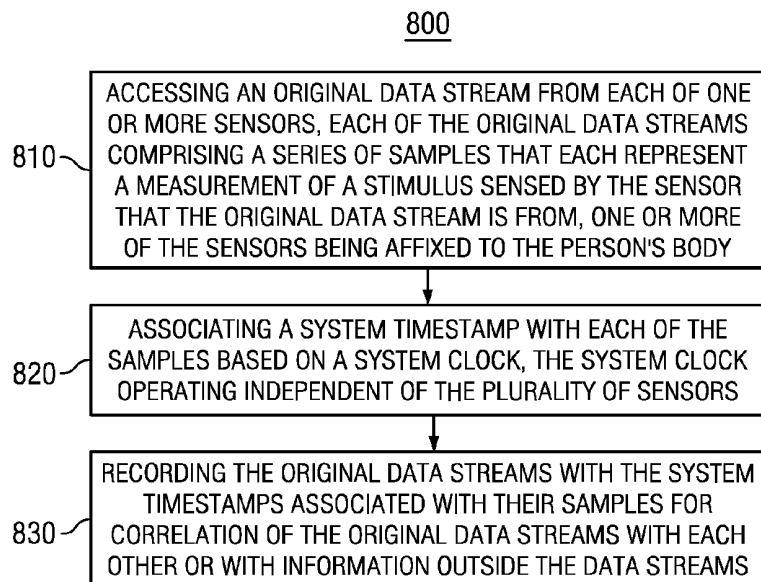 800
810
ACCESSING AN ORIGINAL DATA STREAM FROM EACH OF ONE
OR MORE SENSORS, EACH OF THE ORIGINAL DATA STREAMS
COMPRISING A SERIES OF SAMPLES THAT EACH REPRESENT
A MEASUREMENT OF A STIMULUS SENSED BY THE SENSOR
THAT THE ORIGINAL DATA STREAM IS FROM, ONE OR MORE
OF THE SENSORS BEING AFFIXED TO THE PERSON'S BODY
820
ASSOCIATING A SYSTEM TIMESTAMP WITH EACH OF THE
SAMPLES BASED ON A SYSTEM CLOCK, THE SYSTEM CLOCK
OPERATING INDEPENDENT OF THE PLURALITY OF SENSORS
830
RECORDING THE ORIGINAL DATA STREAMS WITH THE SYSTEM
TIMESTAMPS ASSOCIATED WITH THEIR SAMPLES FOR
CORRELATION OF THE ORIGINAL DATA STREAMS WITH EACH
OTHER OR WITH INFORMATION OUTSIDE THE DATA STREAMS